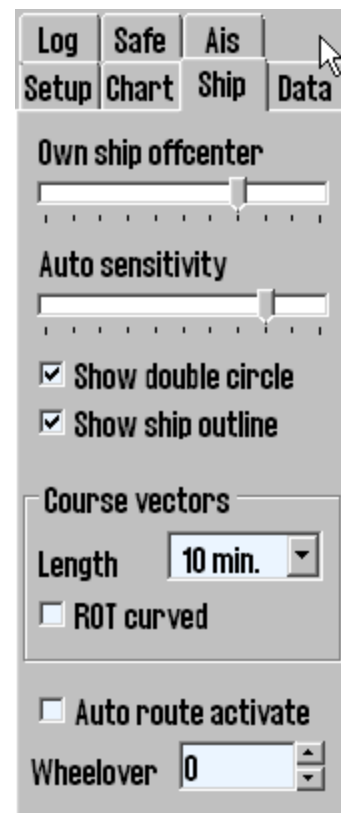 Log Safe Ais
Setup Chart Ship Data
Own ship offcenter
Auto sensitivity
Show double circle
Show ship outline
Course vectors
Length 10 min.
ROT curved
Auto route activate
Wheelover 0